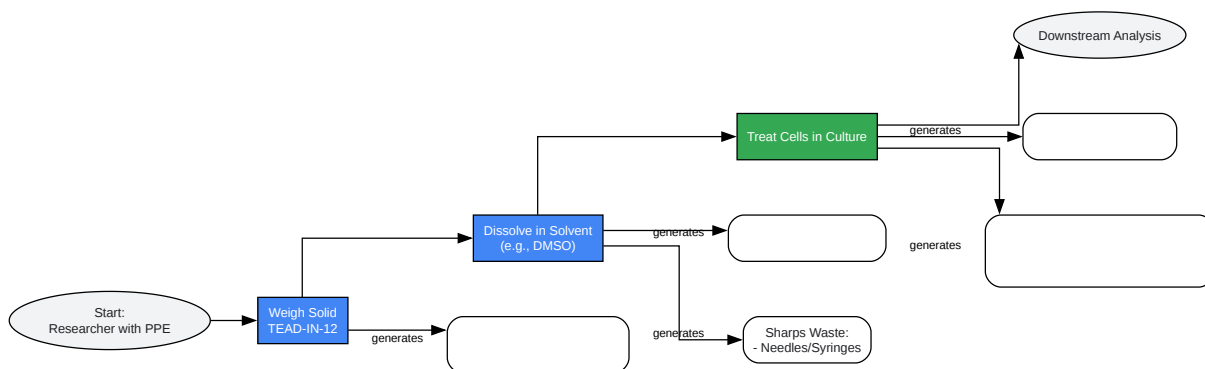 Downstream Analysis
Treat Cells in Culture
generates
Dissolve in Solvent
(e.g., DMSO)
generates
generates
Start:
Researcher with PPE
Weigh Solid
TEAD-IN-12
generates
generates
Sharps Waste:
- Needles/Syringes